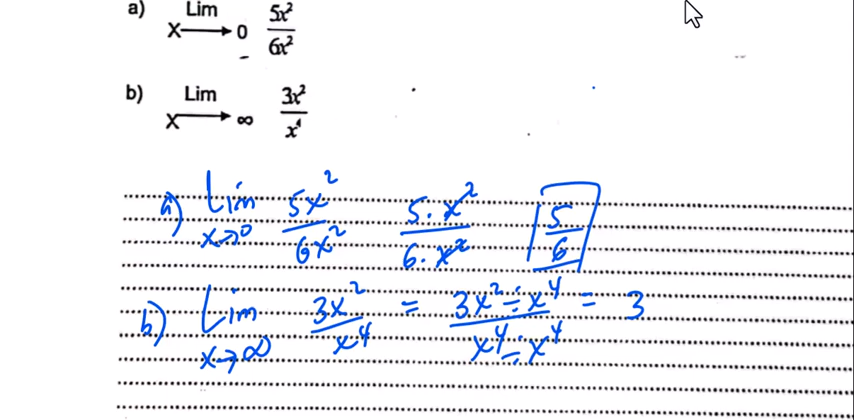 a) Lim x→0 5x²/6x²
b) Lim x→∞ 3x²/x⁴
a) Lim x→0 5x²/6x² 5·x²/6·x² 5/6
b) Lim x→∞ 3x²/x⁴ = 3x²÷x⁴/x⁴÷x⁴ = 3